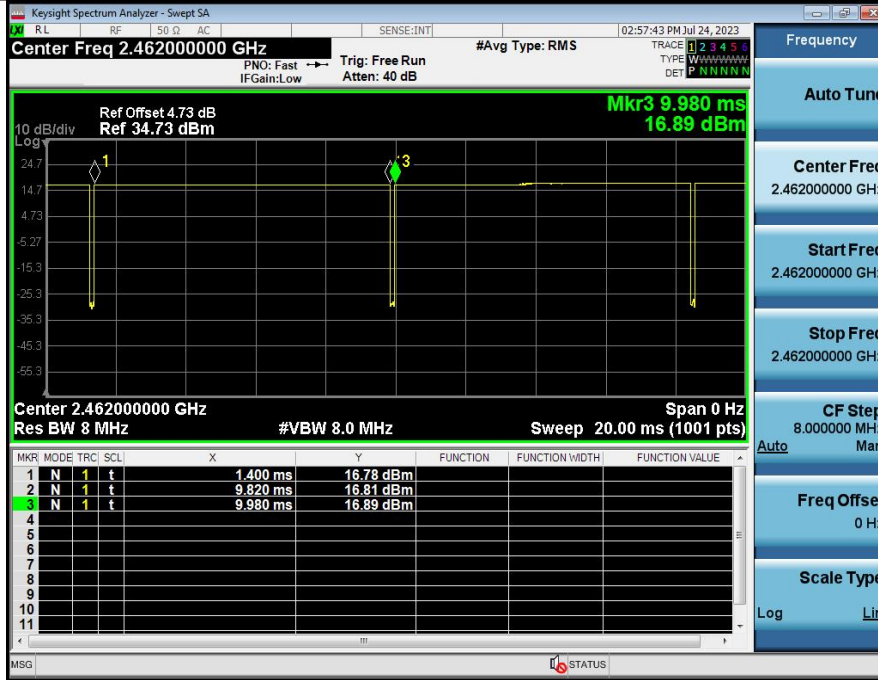 Keysight Spectrum Analyzer - Swept SA
LXI RL RF 50 Ω AC SENSE:INT 02:57:43 PM Jul 24, 2023
Center Freq 2.462000000 GHz #Avg Type: RMS TRACE 1 2 3 4 5 6
PNO: Fast Trig: Free Run TYPE WWWWWW
IFGain:Low Atten: 40 dB DET P N N N N N
Ref Offset 4.73 dB Mkr3 9.980 ms
10 dB/div Ref 34.73 dBm 16.89 dBm
Log
1 3
24.7
14.7
4.73
-5.27
-15.3
-25.3
-35.3
-45.3
-55.3
Center 2.462000000 GHz Span 0 Hz
Res BW 8 MHz #VBW 8.0 MHz Sweep 20.00 ms (1001 pts)
MKR MODE TRC SCL X Y FUNCTION FUNCTION WIDTH FUNCTION VALUE
1 N 1 t 1.400 ms 16.78 dBm
2 N 1 t 9.820 ms 16.81 dBm
3 N 1 t 9.980 ms 16.89 dBm
4
5
6
7
8
9
10
11
MSG STATUS
Frequency
Auto Tune
Center Freq
2.462000000 GHz
Start Freq
2.462000000 GHz
Stop Freq
2.462000000 GHz
CF Step
8.000000 MHz
Auto Man
Freq Offset
0 Hz
Scale Type
Log Lin